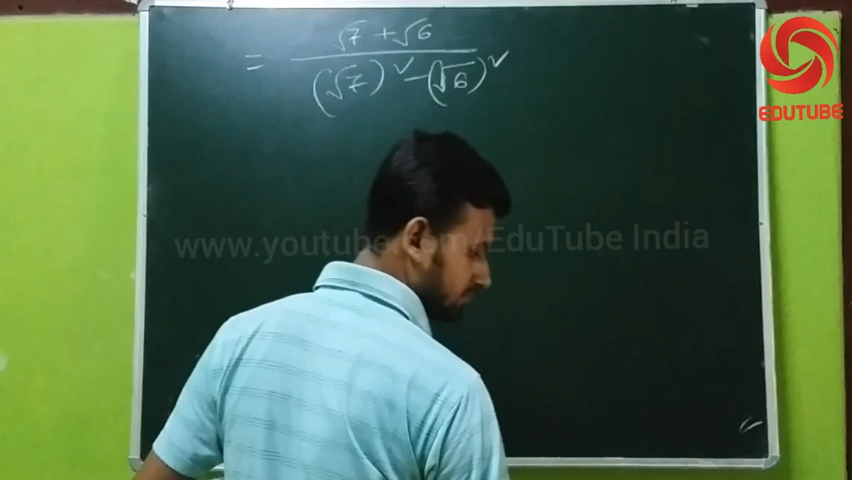 = √7 + √6 / (√7)² - (√6)²
EDUTUBE
www.youtube.com/EduTube India